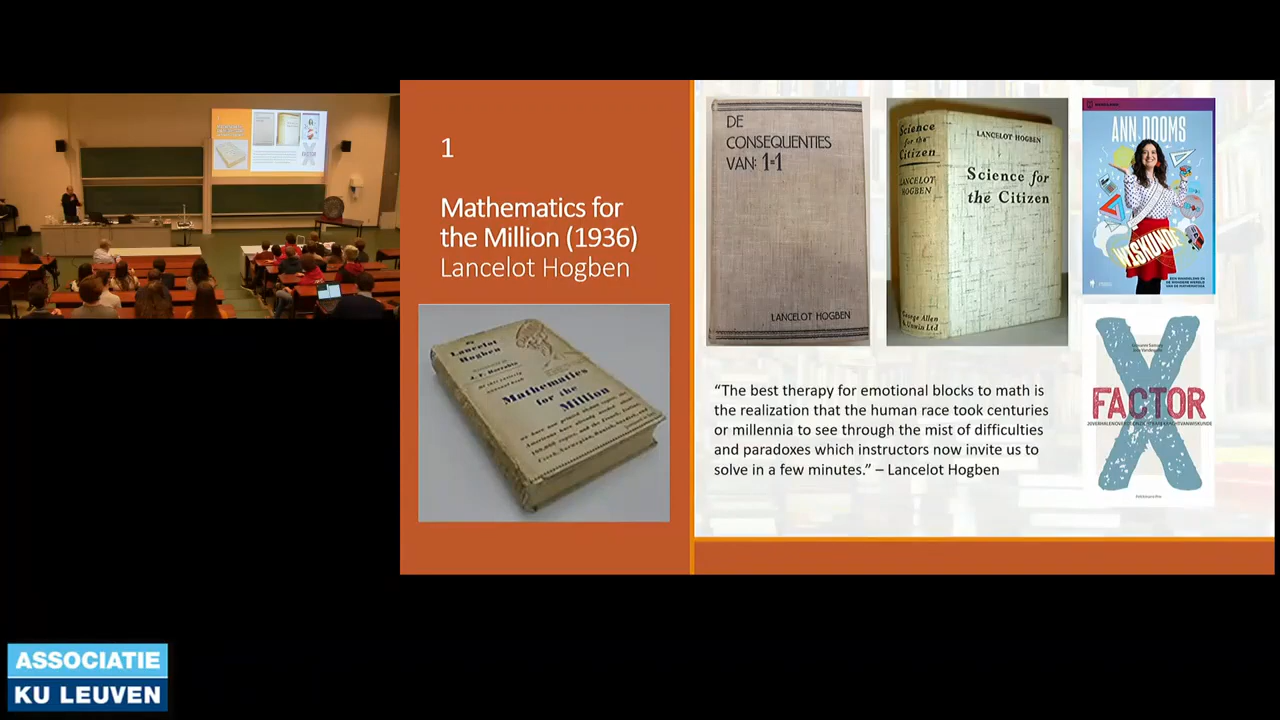 1
Mathematics for
the Million (1936)
Lancelot Hogben
Lancelot
Hogben
Mathematics
for the
Million
DE
CONSEQUENTIES
VAN: 1=1
LANCELOT HOGBEN
Science
for the
Citizen
LANCELOT
HOGBEN
George Allen
& Unwin Ltd
LANCELOT HOGBEN
Science for
the Citizen
ANN DOOMS
WISKUNDE
“The best therapy for emotional blocks to math is
the realization that the human race took centuries
or millennia to see through the mist of difficulties
and paradoxes which instructors now invite us to
solve in a few minutes.” – Lancelot Hogben
X
FACTOR
ASSOCIATIE
KU LEUVEN